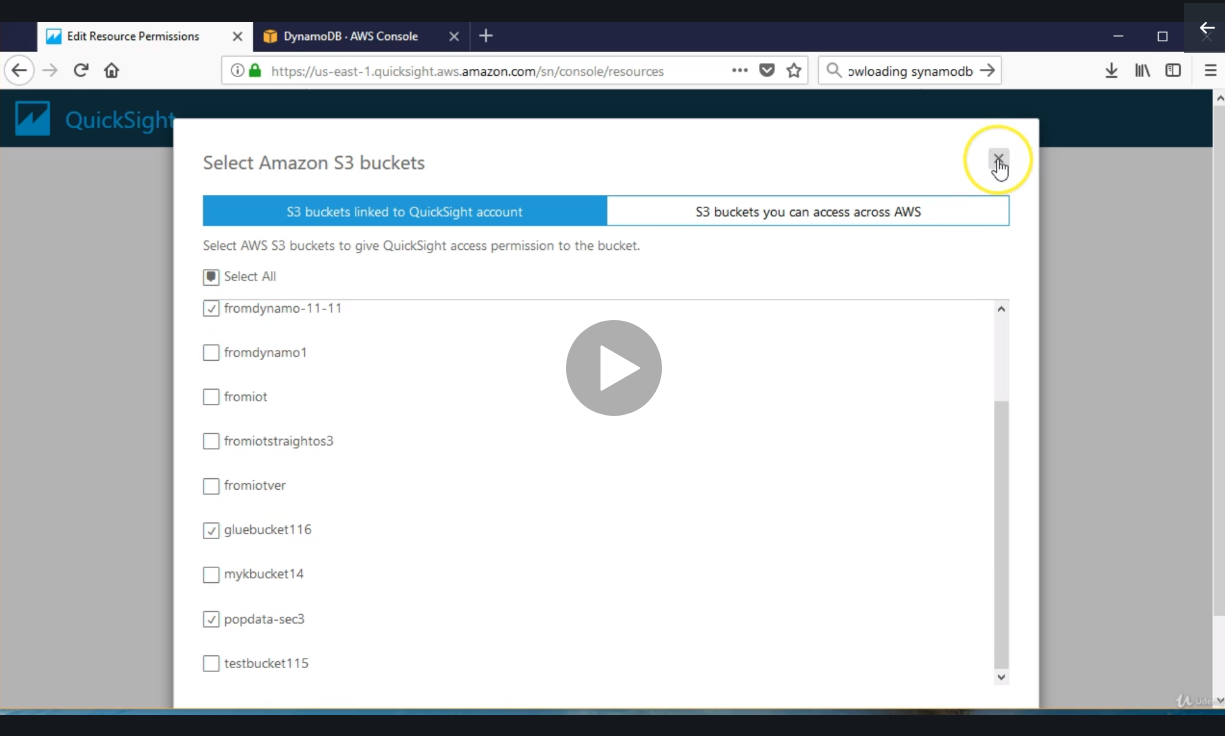 Edit Resource Permissions
DynamoDB · AWS Console
https://us-east-1.quicksight.aws.amazon.com/sn/console/resources
owloading synamodb
QuickSight
Select Amazon S3 buckets
S3 buckets linked to QuickSight account
S3 buckets you can access across AWS
Select AWS S3 buckets to give QuickSight access permission to the bucket.
Select All
fromdynamo-11-11
fromdynamo1
fromiot
fromiotstraightos3
fromiotver
gluebucket116
mykbucket14
popdata-sec3
testbucket115